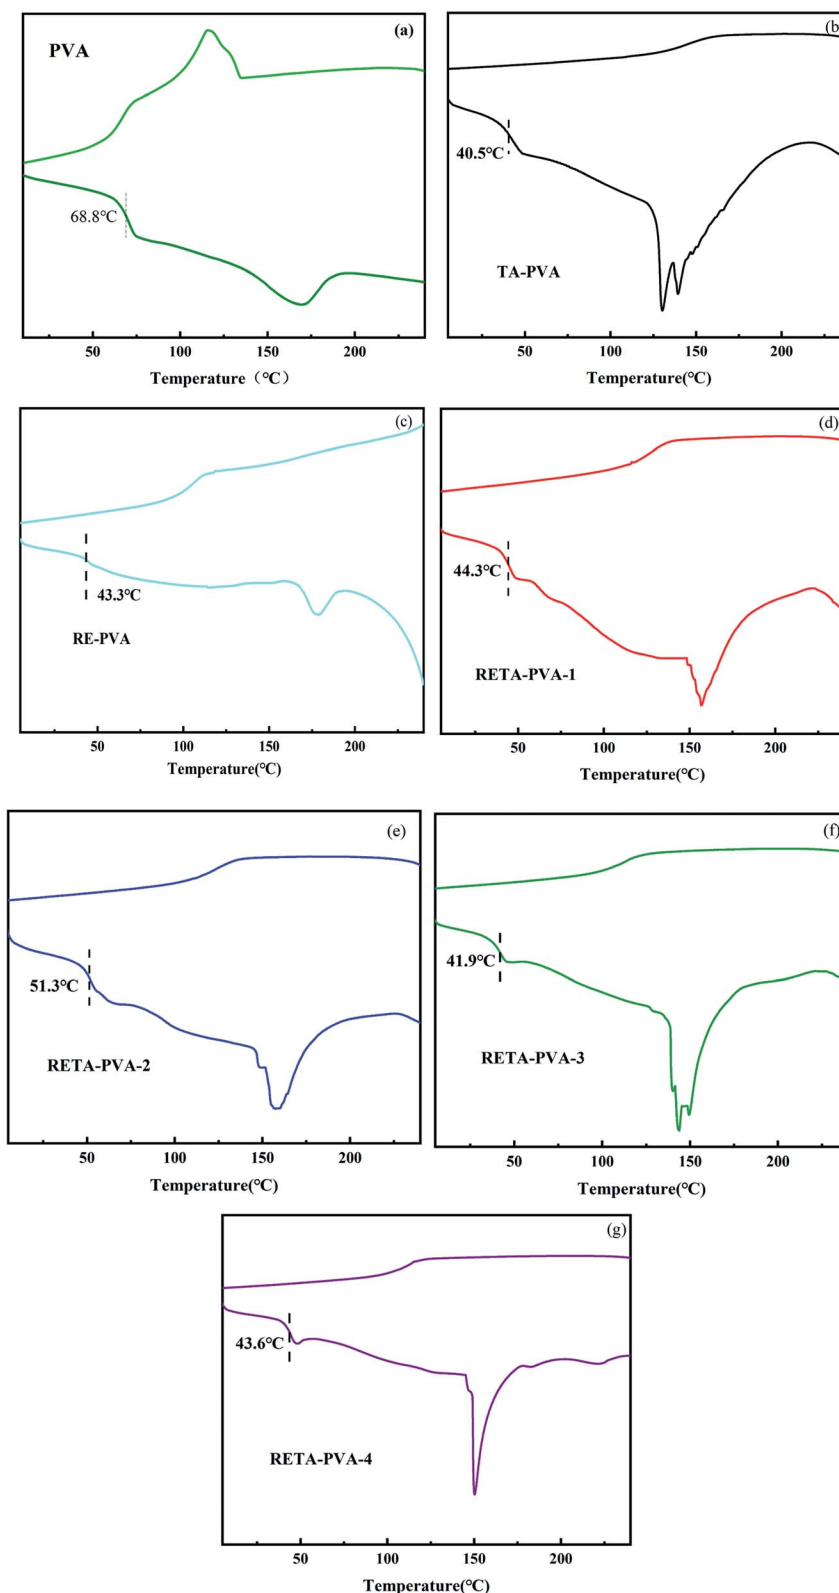 (a)
PVA
68.8℃
50 100 150 200
Temperature（℃）
(b)
40.5℃
TA-PVA
50 100 150 200
Temperature(℃)
(c)
43.3℃
RE-PVA
50 100 150 200
Temperature(℃)
(d)
44.3℃
RETA-PVA-1
50 100 150 200
Temperature(℃)
(e)
51.3℃
RETA-PVA-2
50 100 150 200
Temperature(℃)
(f)
41.9℃
RETA-PVA-3
50 100 150 200
Temperature(℃)
(g)
43.6℃
RETA-PVA-4
50 100 150 200
Temperature(℃)